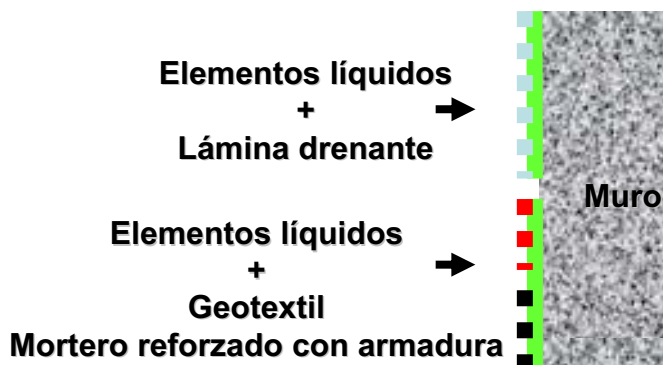 Elementos líquidos
+
Lámina drenante
Muro
Elementos líquidos
+
Geotextil
Mortero reforzado con armadura